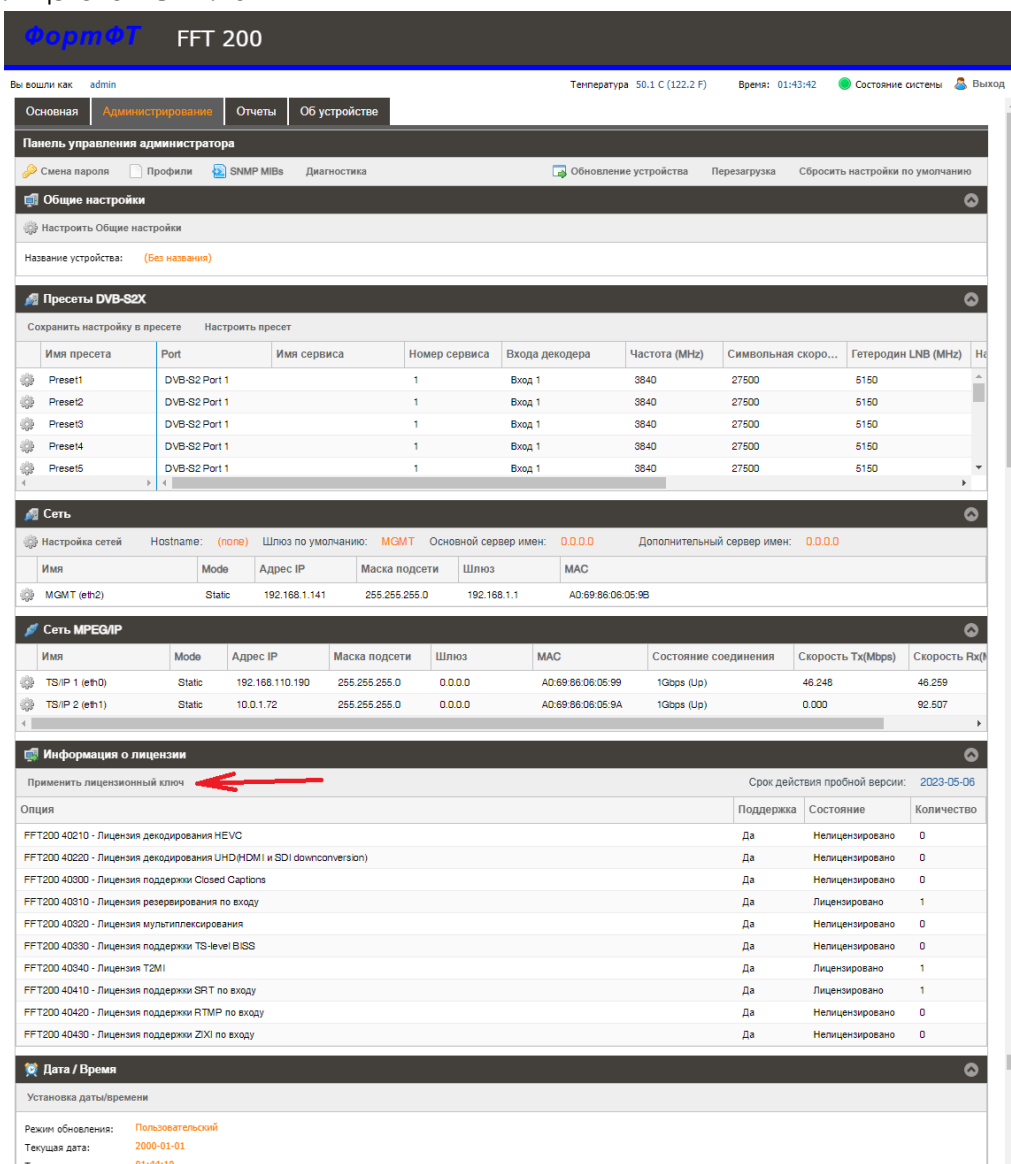 ФортФТ FFT 200
Вы вошли как admin Температура 50.1 C (122.2 F) Время: 01:43:42 Состояние системы Выход
Основная Администрирование Отчеты Об устройстве
Панель управления администратора
Смена пароля Профили SNMP MIBs Диагностика Обновление устройства Перезагрузка Сбросить настройки по умолчанию
Общие настройки
Настроить Общие настройки
Название устройства: (Без названия)
Пресеты DVB-S2X
Сохранить настройку в пресете Настроить пресет
Имя пресета Port Имя сервиса Номер сервиса Входа декодера Частота (MHz) Символьная скоро... Гетеродин LNB (MHz) На
Preset1 DVB-S2 Port 1 1 Вход 1 3840 27500 5150
Preset2 DVB-S2 Port 1 1 Вход 1 3840 27500 5150
Preset3 DVB-S2 Port 1 1 Вход 1 3840 27500 5150
Preset4 DVB-S2 Port 1 1 Вход 1 3840 27500 5150
Preset5 DVB-S2 Port 1 1 Вход 1 3840 27500 5150
Сеть
Настройка сетей Hostname: (none) Шлюз по умолчанию: MGMT Основной сервер имен: 0.0.0.0 Дополнительный сервер имен: 0.0.0.0
Имя Mode Адрес IP Маска подсети Шлюз MAC
MGMT (eth2) Static 192.168.1.141 255.255.255.0 192.168.1.1 A0:69:86:06:05:9B
Сеть MPEG/IP
Имя Mode Адрес IP Маска подсети Шлюз MAC Состояние соединения Скорость Tx(Mbps) Скорость Rx(M
TS/IP 1 (eth0) Static 192.168.110.190 255.255.255.0 0.0.0.0 A0:69:86:06:05:99 1Gbps (Up) 46.248 46.259
TS/IP 2 (eth1) Static 10.0.1.72 255.255.255.0 0.0.0.0 A0:69:86:06:05:9A 1Gbps (Up) 0.000 92.507
Информация о лицензии
Применить лицензионный ключ Срок действия пробной версии: 2023-05-06
Опция Поддержка Состояние Количество
FFT200 40210 - Лицензия декодирования HEVC Да Нелицензировано 0
FFT200 40220 - Лицензия декодирования UHD(HDMI и SDI downconversion) Да Нелицензировано 0
FFT200 40300 - Лицензия поддержки Closed Captions Да Нелицензировано 0
FFT200 40310 - Лицензия резервирования по входу Да Лицензировано 1
FFT200 40320 - Лицензия мультиплексирования Да Нелицензировано 0
FFT200 40330 - Лицензия поддержки TS-level BISS Да Нелицензировано 0
FFT200 40340 - Лицензия T2MI Да Лицензировано 1
FFT200 40410 - Лицензия поддержки SRT по входу Да Лицензировано 1
FFT200 40420 - Лицензия поддержки RTMP по входу Да Нелицензировано 0
FFT200 40430 - Лицензия поддержки ZIXI по входу Да Нелицензировано 0
Дата / Время
Установка даты/времени
Режим обновления: Пользовательский
Текущая дата: 2000-01-01